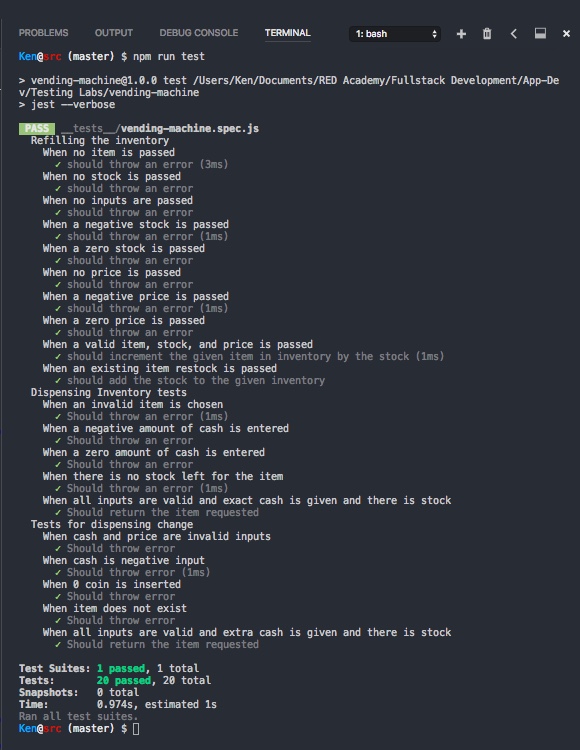 PROBLEMS OUTPUT DEBUG CONSOLE TERMINAL 1: bash
Ken@src (master) $ npm run test
> vending-machine@1.0.0 test /Users/Ken/Documents/RED Academy/Fullstack Development/App-De
v/Testing Labs/vending-machine
> jest --verbose
PASS __tests__/vending-machine.spec.js
Refilling the inventory
When no item is passed
✓ should throw an error (3ms)
When no stock is passed
✓ should throw an error
When no inputs are passed
✓ should throw an error
When a negative stock is passed
✓ should throw an error (1ms)
When a zero stock is passed
✓ should throw an error
When no price is passed
✓ should throw an error
When a negative price is passed
✓ should throw an error (1ms)
When a zero price is passed
✓ should throw an error
When a valid item, stock, and price is passed
✓ should increment the given item in inventory by the stock (1ms)
When an existing item restock is passed
✓ should add the stock to the given inventory
Dispensing Inventory tests
When an invalid item is chosen
✓ Should throw an error (1ms)
When a negative amount of cash is entered
✓ Should throw an error
When a zero amount of cash is entered
✓ Should throw an error
When there is no stock left for the item
✓ Should throw an error (1ms)
When all inputs are valid and exact cash is given and there is stock
✓ Should return the item requested
Tests for dispensing change
When cash and price are invalid inputs
✓ Should throw error
When cash is negative input
✓ Should throw error (1ms)
When 0 coin is inserted
✓ Should throw error
When item does not exist
✓ Should throw error
When all inputs are valid and extra cash is given and there is stock
✓ Should return the item requested
Test Suites: 1 passed, 1 total
Tests: 20 passed, 20 total
Snapshots: 0 total
Time: 0.974s, estimated 1s
Ran all test suites.
Ken@src (master) $